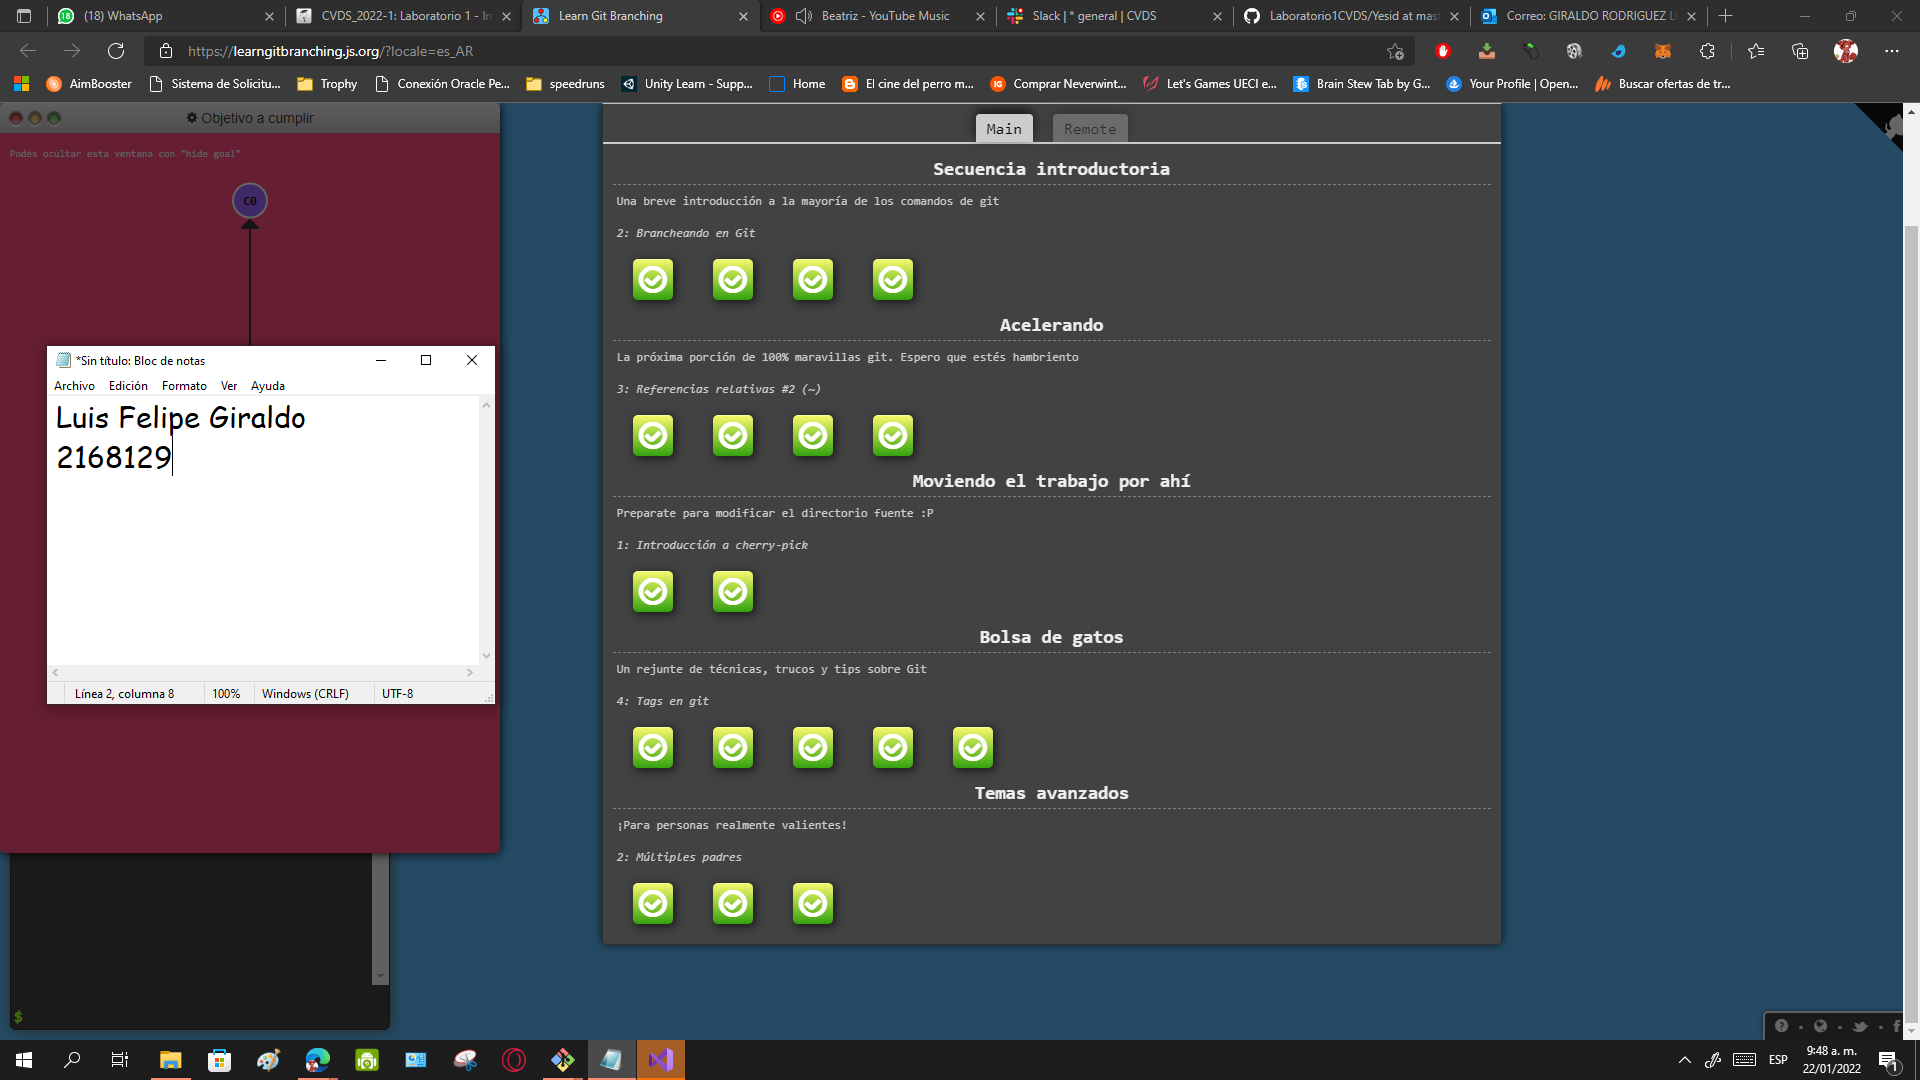 (18) WhatsApp
CVDS_2022-1: Laboratorio 1 - In
Learn Git Branching
Beatriz - YouTube Music
Slack | * general | CVDS
Laboratorio1CVDS/Yesid at mast
Correo: GIRALDO RODRIGUEZ L
https://learngitbranching.js.org/?locale=es_AR
AimBooster
Sistema de Solicitu...
Trophy
Conexión Oracle Pe...
speedruns
Unity Learn - Supp...
Home
El cine del perro m...
Comprar Neverwint...
Let's Games UECI e...
Brain Stew Tab by G...
Your Profile | Open...
Buscar ofertas de tr...
Objetivo a cumplir
Podés ocultar esta ventana con "hide goal"
C0
*Sin título: Bloc de notas
Archivo Edición Formato Ver Ayuda
Luis Felipe Giraldo
2168129
Línea 2, columna 8 100% Windows (CRLF) UTF-8
$
Main Remote
Secuencia introductoria
Una breve introducción a la mayoría de los comandos de git
2: Brancheando en Git
Acelerando
La próxima porción de 100% maravillas git. Espero que estés hambriento
3: Referencias relativas #2 (~)
Moviendo el trabajo por ahí
Preparate para modificar el directorio fuente :P
1: Introducción a cherry-pick
Bolsa de gatos
Un rejunte de técnicas, trucos y tips sobre Git
4: Tags en git
Temas avanzados
¡Para personas realmente valientes!
2: Múltiples padres
ESP
9:48 a. m.
22/01/2022
1